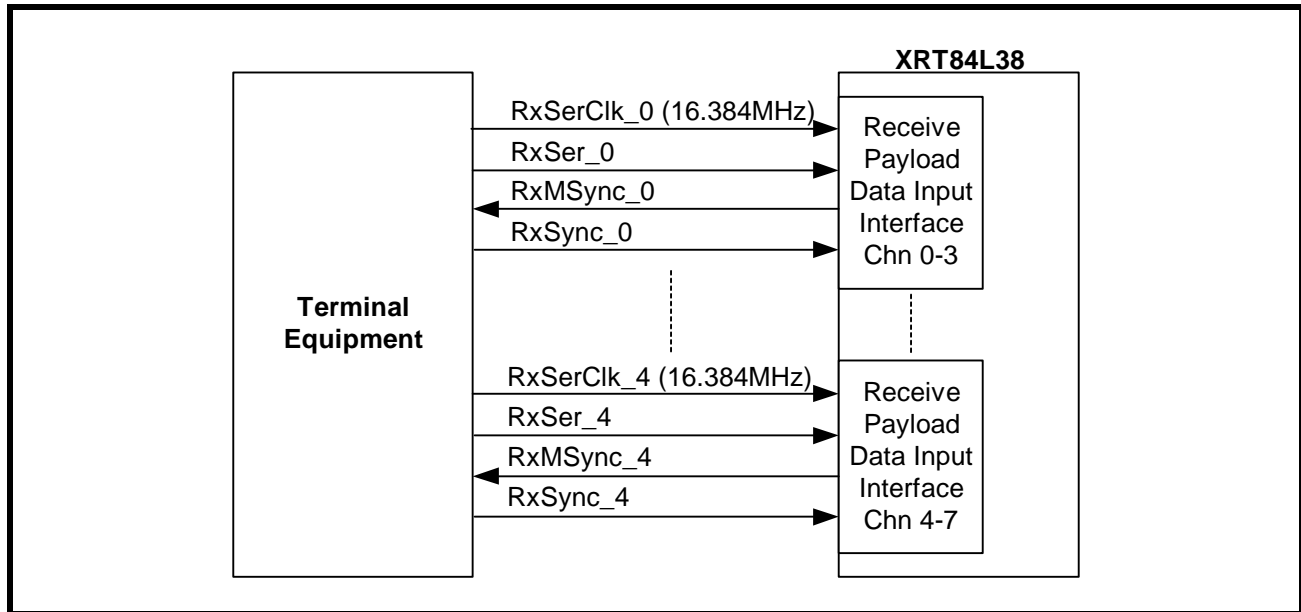 XRT84L38
Terminal
Equipment
RxSerClk_0 (16.384MHz)
RxSer_0
RxMSync_0
RxSync_0
Receive
Payload
Data Input
Interface
Chn 0-3
RxSerClk_4 (16.384MHz)
RxSer_4
RxMSync_4
RxSync_4
Receive
Payload
Data Input
Interface
Chn 4-7